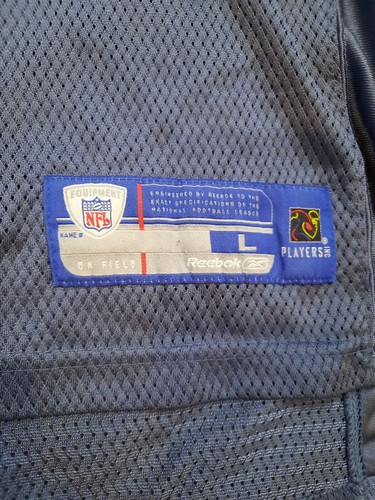 EQUIPMENT
NFL
NAME #
ON FIELD
ENGINEERED BY REEBOK TO THE
EXACT SPECIFICATIONS OF THE
NATIONAL FOOTBALL LEAGUE
L
Reebok
PLAYERS INC